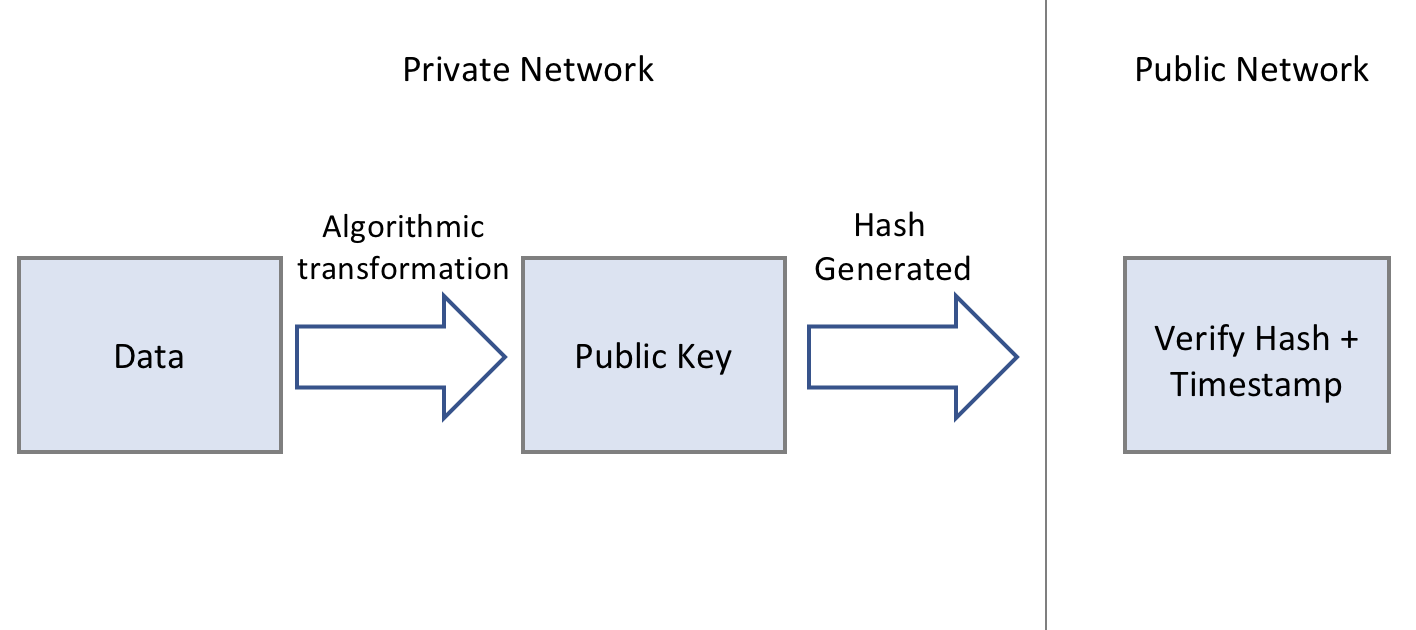 Private Network
Public Network
Algorithmic
transformation
Hash
Generated
Data
Public Key
Verify Hash +
Timestamp